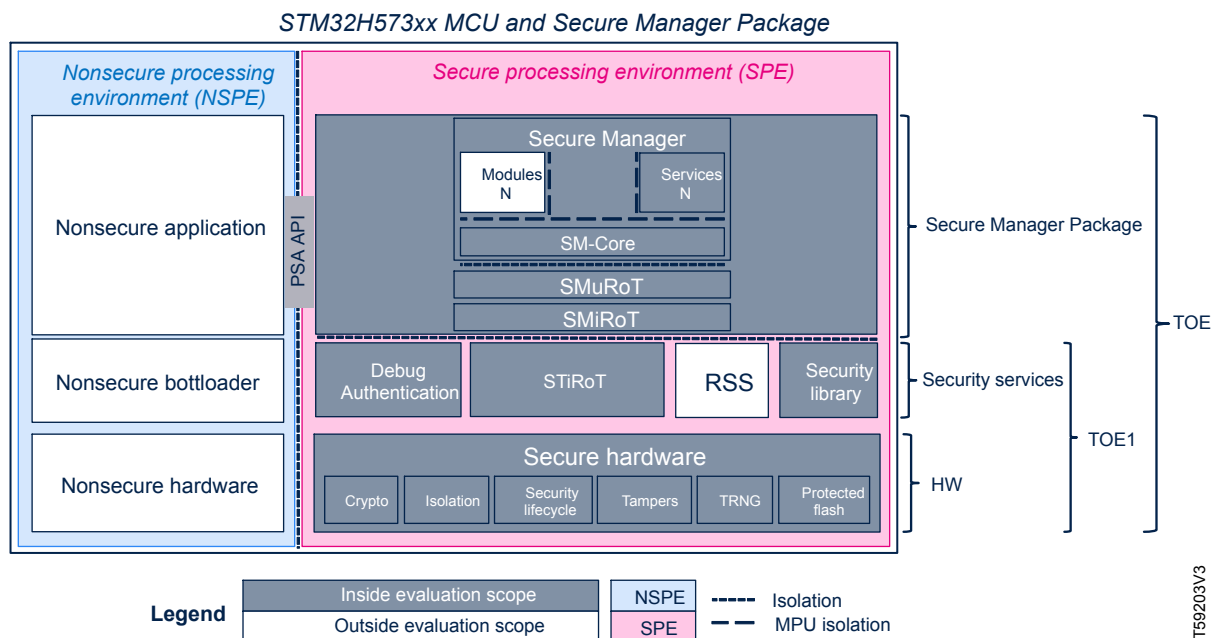 STM32H573xx MCU and Secure Manager Package
Nonsecure processing
environment (NSPE)
Secure processing environment (SPE)
Nonsecure application
PSA API
Secure Manager
Modules
N
Services
N
SM-Core
SMuRoT
SMiRoT
Secure Manager Package
TOE
Nonsecure bottloader
Debug
Authentication
STiRoT
RSS
Security
library
Security services
TOE1
Nonsecure hardware
Secure hardware
Crypto
Isolation
Security
lifecycle
Tampers
TRNG
Protected
flash
HW
Legend
Inside evaluation scope
Outside evaluation scope
NSPE
SPE
Isolation
MPU isolation
T59203V3